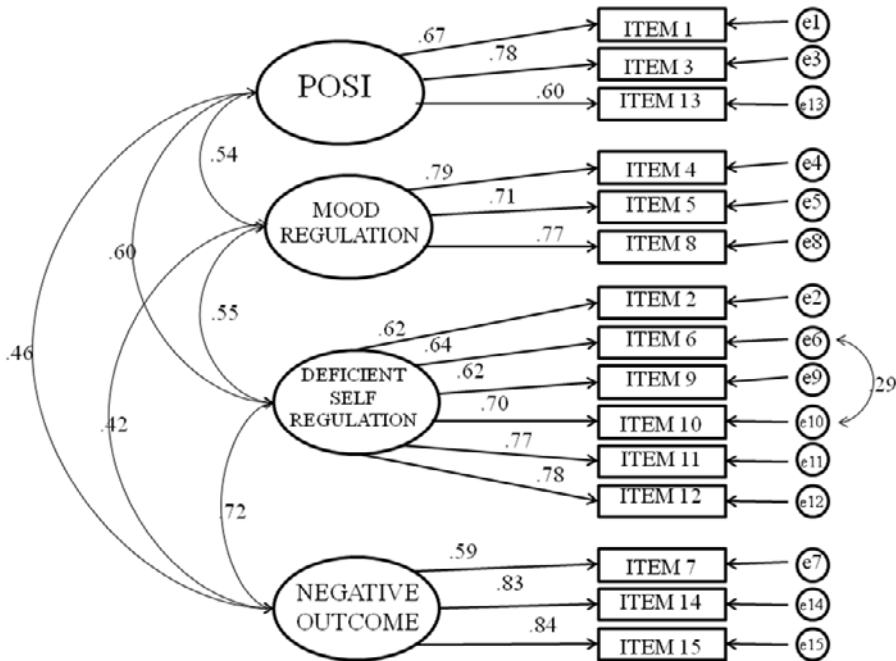 .67
ITEM 1
e1
.78
ITEM 3
e3
POSI
.60
ITEM 13
e13
.54
.79
ITEM 4
e4
MOOD
REGULATION
.71
ITEM 5
e5
.77
ITEM 8
e8
.60
.55
.62
ITEM 2
e2
.64
ITEM 6
e6
.46
DEFICIENT
SELF
REGULATION
.62
ITEM 9
e9
.29
.42
.70
ITEM 10
e10
.77
ITEM 11
e11
.78
ITEM 12
e12
.72
.59
ITEM 7
e7
NEGATIVE
OUTCOME
.83
ITEM 14
e14
.84
ITEM 15
e15